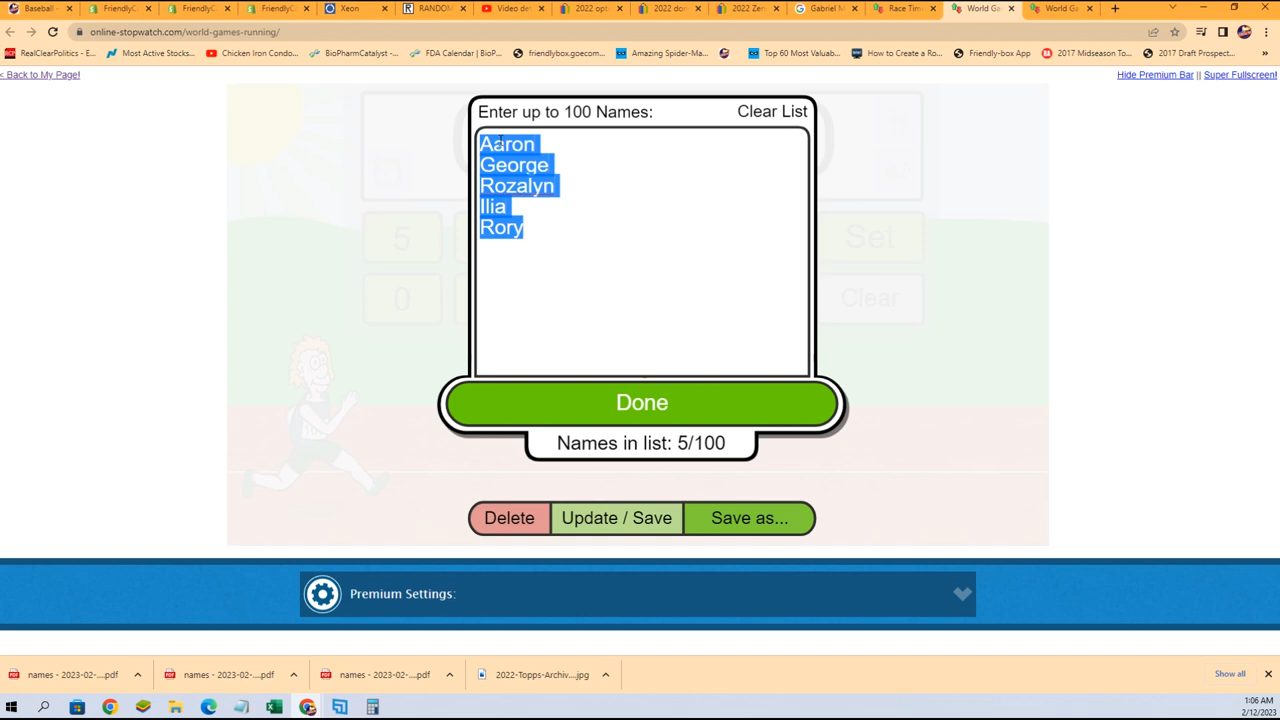 Baseball -
FriendlyC
FriendlyC
FriendlyC
Xeon
RANDOM
Video de
2022 opt
2022 do
2022 Zen
Gabriel M
Race Tim
World Ga
World Ga
online-stopwatch.com/world-games-running/
RealClearPolitics - E...
Most Active Stocks...
Chicken Iron Condo...
BioPharmCatalyst -...
FDA Calendar | BioP...
friendlybox.goecom...
Amazing Spider-Ma...
Top 60 Most Valuab...
How to Create a Ro...
Friendly-box App
2017 Midseason To...
2017 Draft Prospect...
»
< Back to My Page!
Hide Premium Bar || Super Fullscreen!
Enter up to 100 Names:
Clear List
Aaron
George
Rozalyn
Ilia
Rory
5
Set
0
Clear
Done
Names in list: 5/100
Delete
Update / Save
Save as...
Premium Settings:
names - 2023-02-....pdf
names - 2023-02-....pdf
names - 2023-02-....pdf
2022-Topps-Archiv....jpg
Show all
1:06 AM
2/12/2023